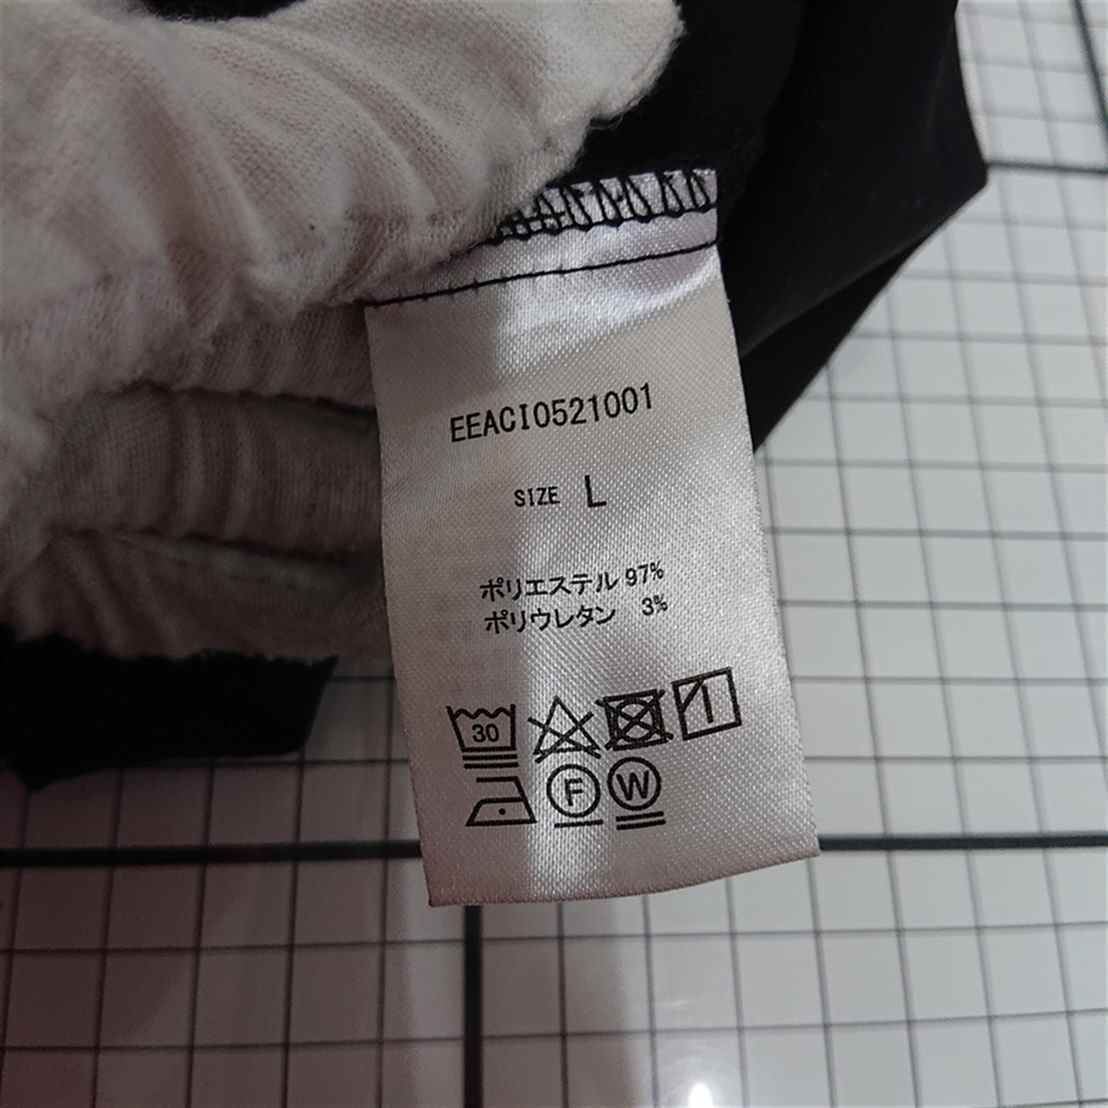 EEACI0521001
SIZE L
ポリエステル 97%
ポリウレタン 3%
30
F W